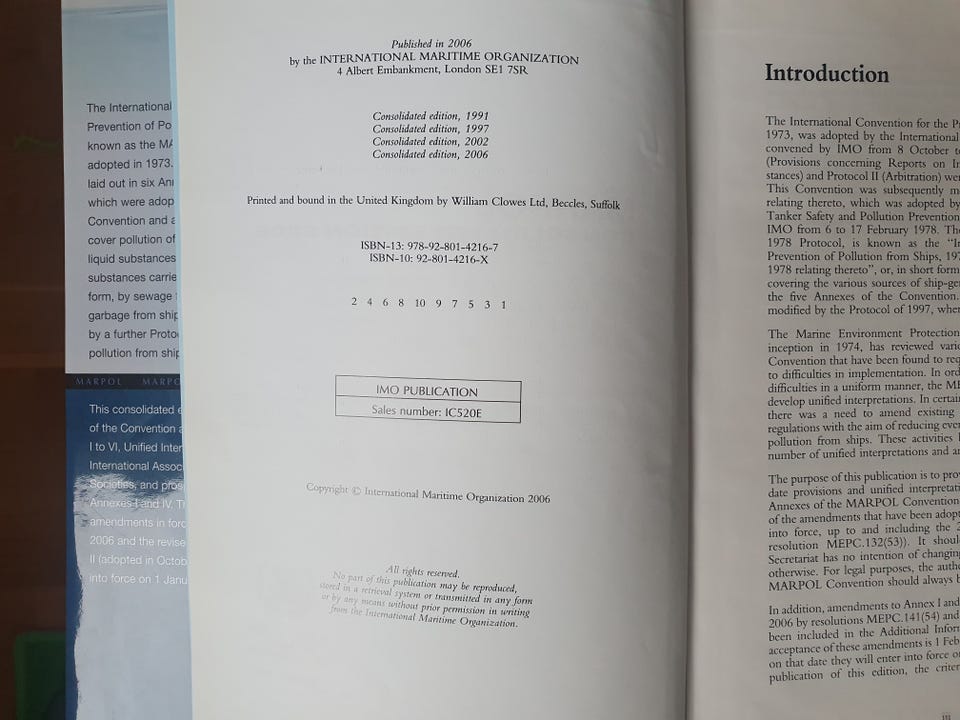 The International
Prevention of Po
known as the MA
adopted in 1973.
laid out in six Ann
which were adop
Convention and a
cover pollution of
liquid substances
substances carrie
form, by sewage
garbage from ship
by a further Proto
pollution from ship
MARPOL MARPO
This consolidated e
of the Convention a
I to VI, Unified Inter
International Assoc
Societies, and pros
Annexes I and IV. T
amendments in forc
2006 and the revise
II (adopted in Octob
into force on 1 Janu
Published in 2006
by the INTERNATIONAL MARITIME ORGANIZATION
4 Albert Embankment, London SE1 7SR
Consolidated edition, 1991
Consolidated edition, 1997
Consolidated edition, 2002
Consolidated edition, 2006
Printed and bound in the United Kingdom by William Clowes Ltd, Beccles, Suffolk
ISBN-13: 978-92-801-4216-7
ISBN-10: 92-801-4216-X
2 4 6 8 10 9 7 5 3 1
IMO PUBLICATION
Sales number: IC520E
Copyright © International Maritime Organization 2006
All rights reserved.
No part of this publication may be reproduced,
stored in a retrieval system or transmitted in any form
or by any means without prior permission in writing
from the International Maritime Organization.
Introduction
The International Convention for the P
1973, was adopted by the International
convened by IMO from 8 October to
(Provisions concerning Reports on In
stances) and Protocol II (Arbitration) wer
This Convention was subsequently m
relating thereto, which was adopted by
Tanker Safety and Pollution Prevention
IMO from 6 to 17 February 1978. The
1978 Protocol, is known as the "In
Prevention of Pollution from Ships, 197
1978 relating thereto", or, in short form
covering the various sources of ship-ge
the five Annexes of the Convention.
modified by the Protocol of 1997, wher
The Marine Environment Protection
inception in 1974, has reviewed vario
Convention that have been found to req
to difficulties in implementation. In ord
difficulties in a uniform manner, the ME
develop unified interpretations. In certain
there was a need to amend existing
regulations with the aim of reducing even
pollution from ships. These activities
number of unified interpretations and am
The purpose of this publication is to prov
date provisions and unified interpretati
Annexes of the MARPOL Convention
of the amendments that have been adopt
into force, up to and including the 2
resolution MEPC.132(53)). It shoul
Secretariat has no intention of changing
otherwise. For legal purposes, the authe
MARPOL Convention should always b
In addition, amendments to Annex I and
2006 by resolutions MEPC.141(54) and
been included in the Additional Inform
acceptance of these amendments is 1 Feb
on that date they will enter into force o
publication of this edition, the criter
iii